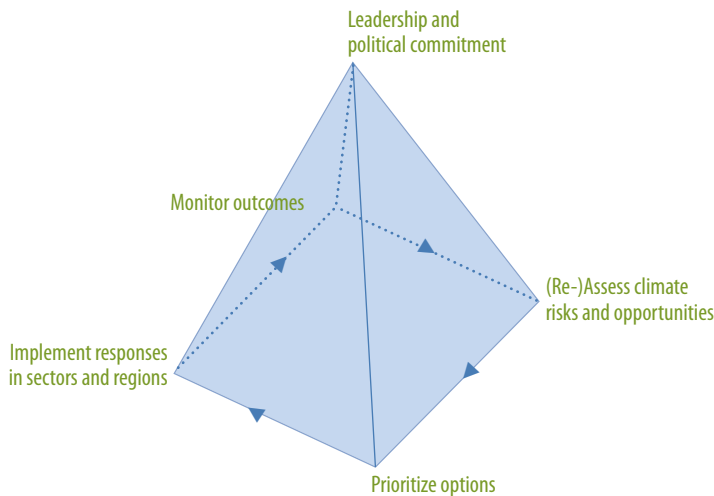 Leadership and
political commitment
Monitor outcomes
(Re-)Assess climate
risks and opportunities
Implement responses
in sectors and regions
Prioritize options